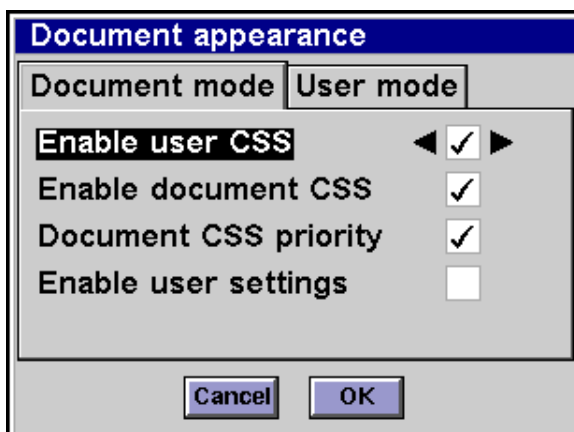 Document appearance
Document mode User mode
Enable user CSS
Enable document CSS
Document CSS priority
Enable user settings
Cancel OK